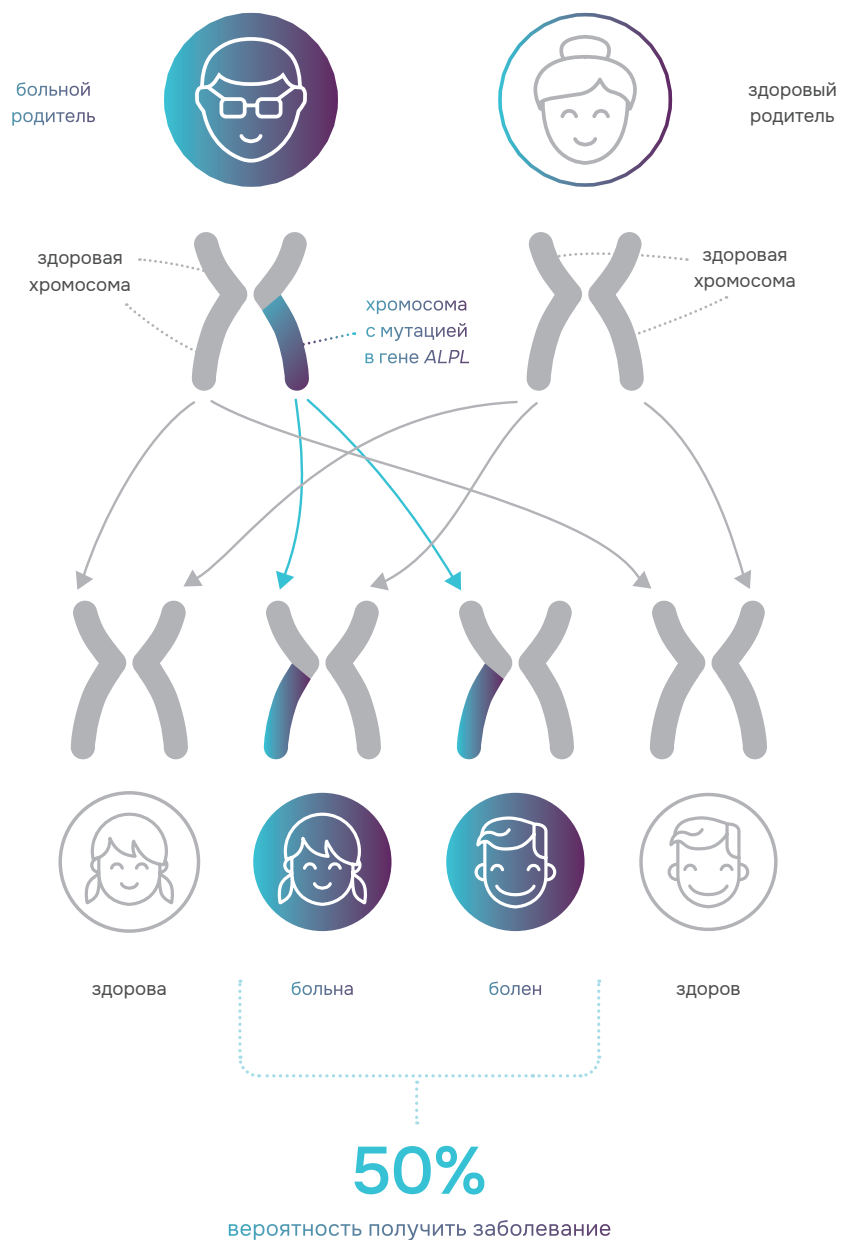 больной
родитель
здоровый
родитель
здоровая
хромосома
хромосома
с мутацией
в гене ALPL
здоровая
хромосома
здорова
больна
болен
здоров
50%
вероятность получить заболевание